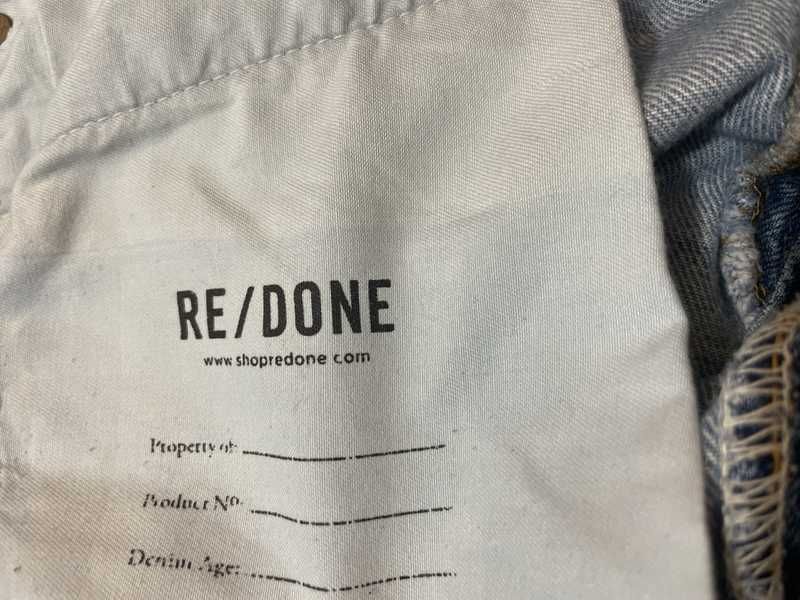 RE/DONE
www.shopredone.com
Property of:
Product Nº.
Denim Age: